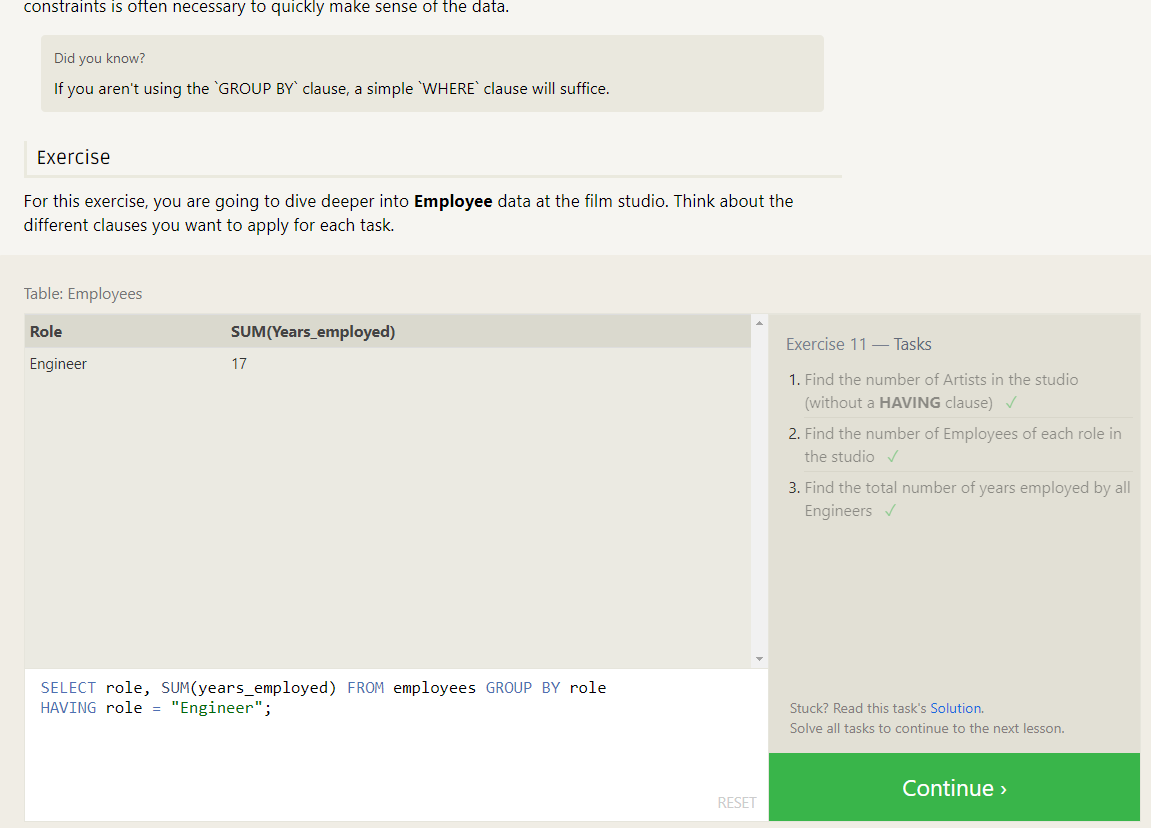 constraints is often necessary to quickly make sense of the data.
Did you know?
If you aren't using the `GROUP BY` clause, a simple `WHERE` clause will suffice.
Exercise
For this exercise, you are going to dive deeper into Employee data at the film studio. Think about the
different clauses you want to apply for each task.
Table: Employees
Role SUM(Years_employed)
Engineer 17
SELECT role, SUM(years_employed) FROM employees GROUP BY role
HAVING role = "Engineer";
RESET
Exercise 11 — Tasks
1. Find the number of Artists in the studio
(without a HAVING clause) ✓
2. Find the number of Employees of each role in
the studio ✓
3. Find the total number of years employed by all
Engineers ✓
Stuck? Read this task's Solution.
Solve all tasks to continue to the next lesson.
Continue ›